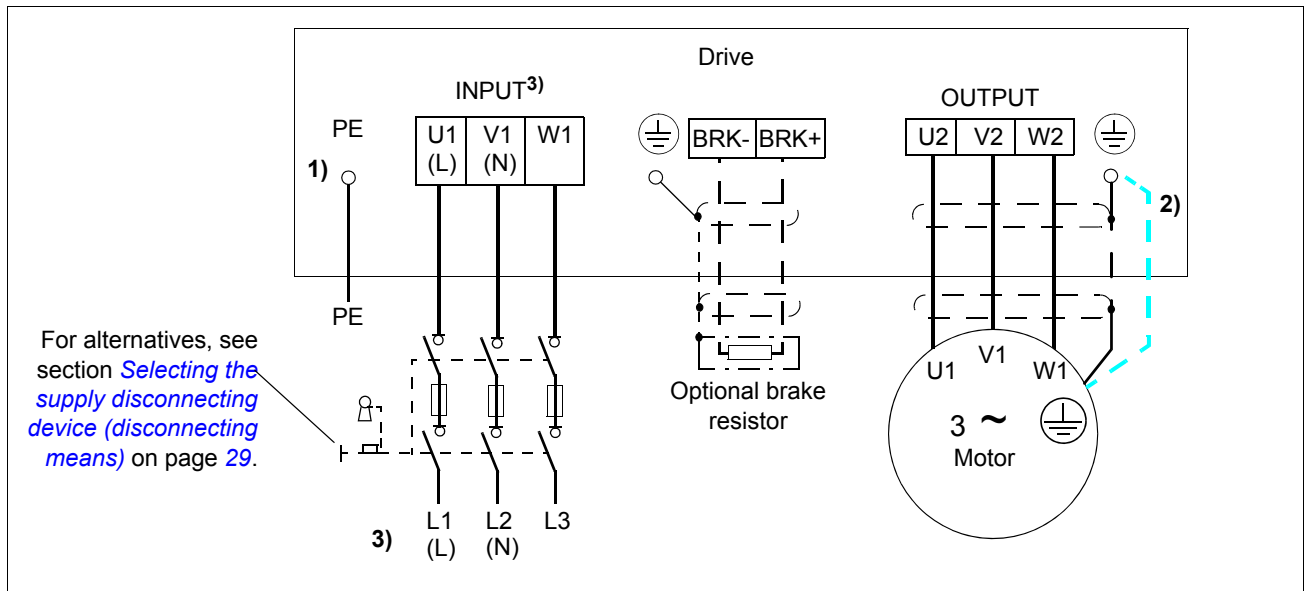 Drive
INPUT3)
OUTPUT
PE
U1 V1 W1
(L) (N)
BRK- BRK+
U2 V2 W2
1)
2)
PE
For alternatives, see
section Selecting the
supply disconnecting
device (disconnecting
means) on page 29.
Optional brake
resistor
U1 V1 W1
3 ~
Motor
3)
L1 L2 L3
(L) (N)